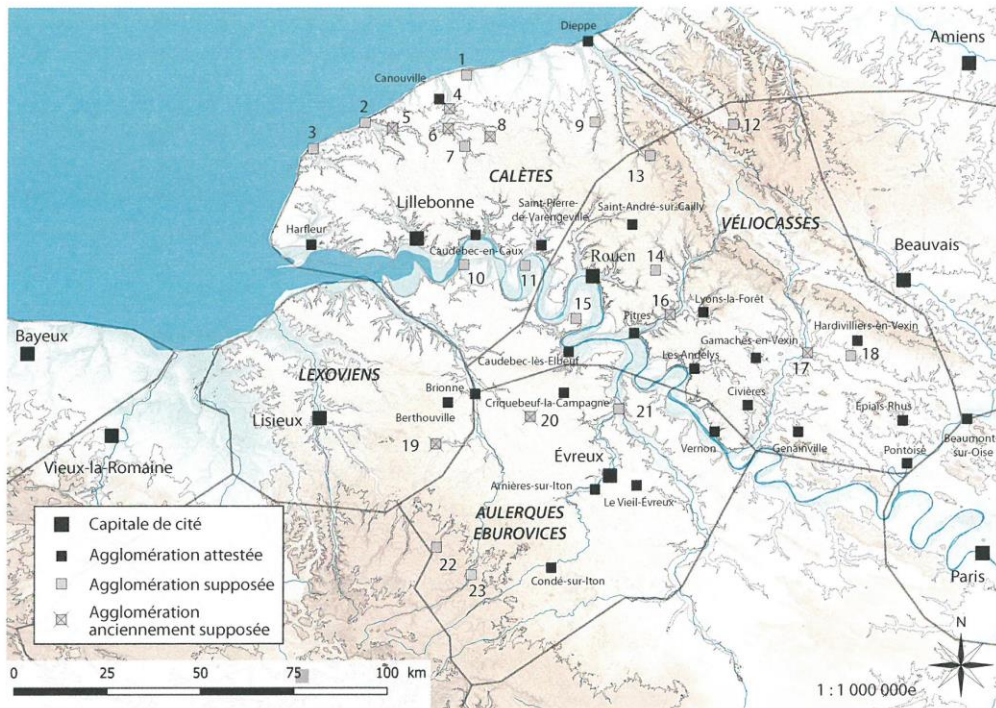 Dieppe
Amiens
1
Canouville
4
2
5
6
8
9
12
3
7
13
CALÈTES
Lillebonne
Saint-Pierre-
de-Varengeville
Saint-André-sur-Cailly
VÉLIOCASSES
Harfleur
Caudebec-en-Caux
Beauvais
10
11
Rouen
14
15
16
Lyons-la-Forêt
Pîtres
Hardivilliers-en-Vexin
Bayeux
Gamaches-en-Vexin
18
17
Caudebec-lès-Elbeuf
Les Andelys
LEXOVIENS
Brionne
Criquebeuf-la-Campagne
Civières
Berthouville
20
21
Épiais-Rhus
Lisieux
Vernon
Genainville
Beaumont-
sur-Oise
19
Pontoise
Vieux-la-Romaine
Évreux
Arnières-sur-Iton
Le Vieil-Évreux
AULERQUES
EBUROVICES
22
23
Condé-sur-Iton
Paris
Capitale de cité
Agglomération attestée
Agglomération supposée
Agglomération
anciennement supposée
N
0 25 50 75 100 km
1 : 1 000 000e